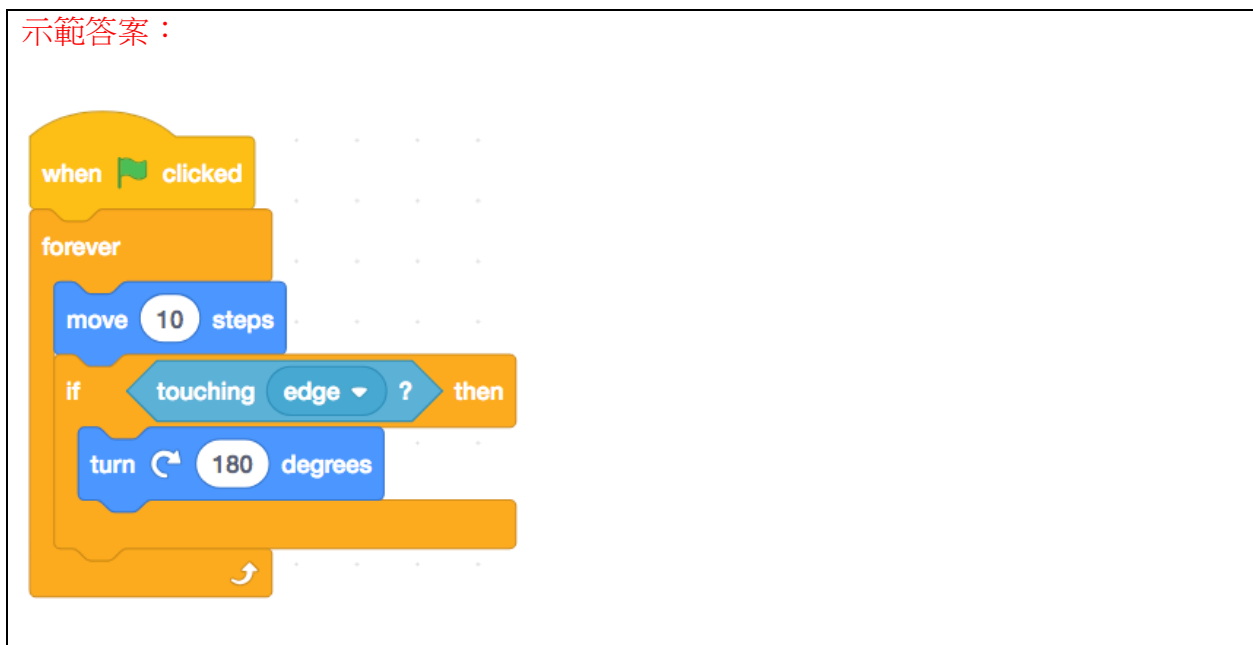 示範答案：
when clicked
forever
move 10 steps
if touching edge ? then
turn 180 degrees